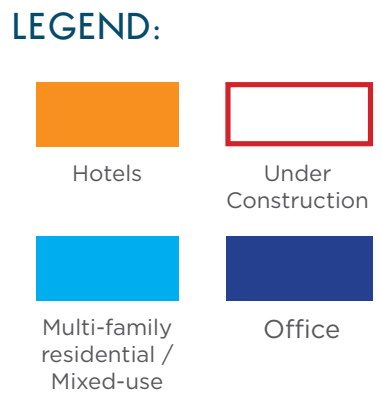 LEGEND:
Hotels
Under
Construction
Multi-family
residential /
Mixed-use
Office